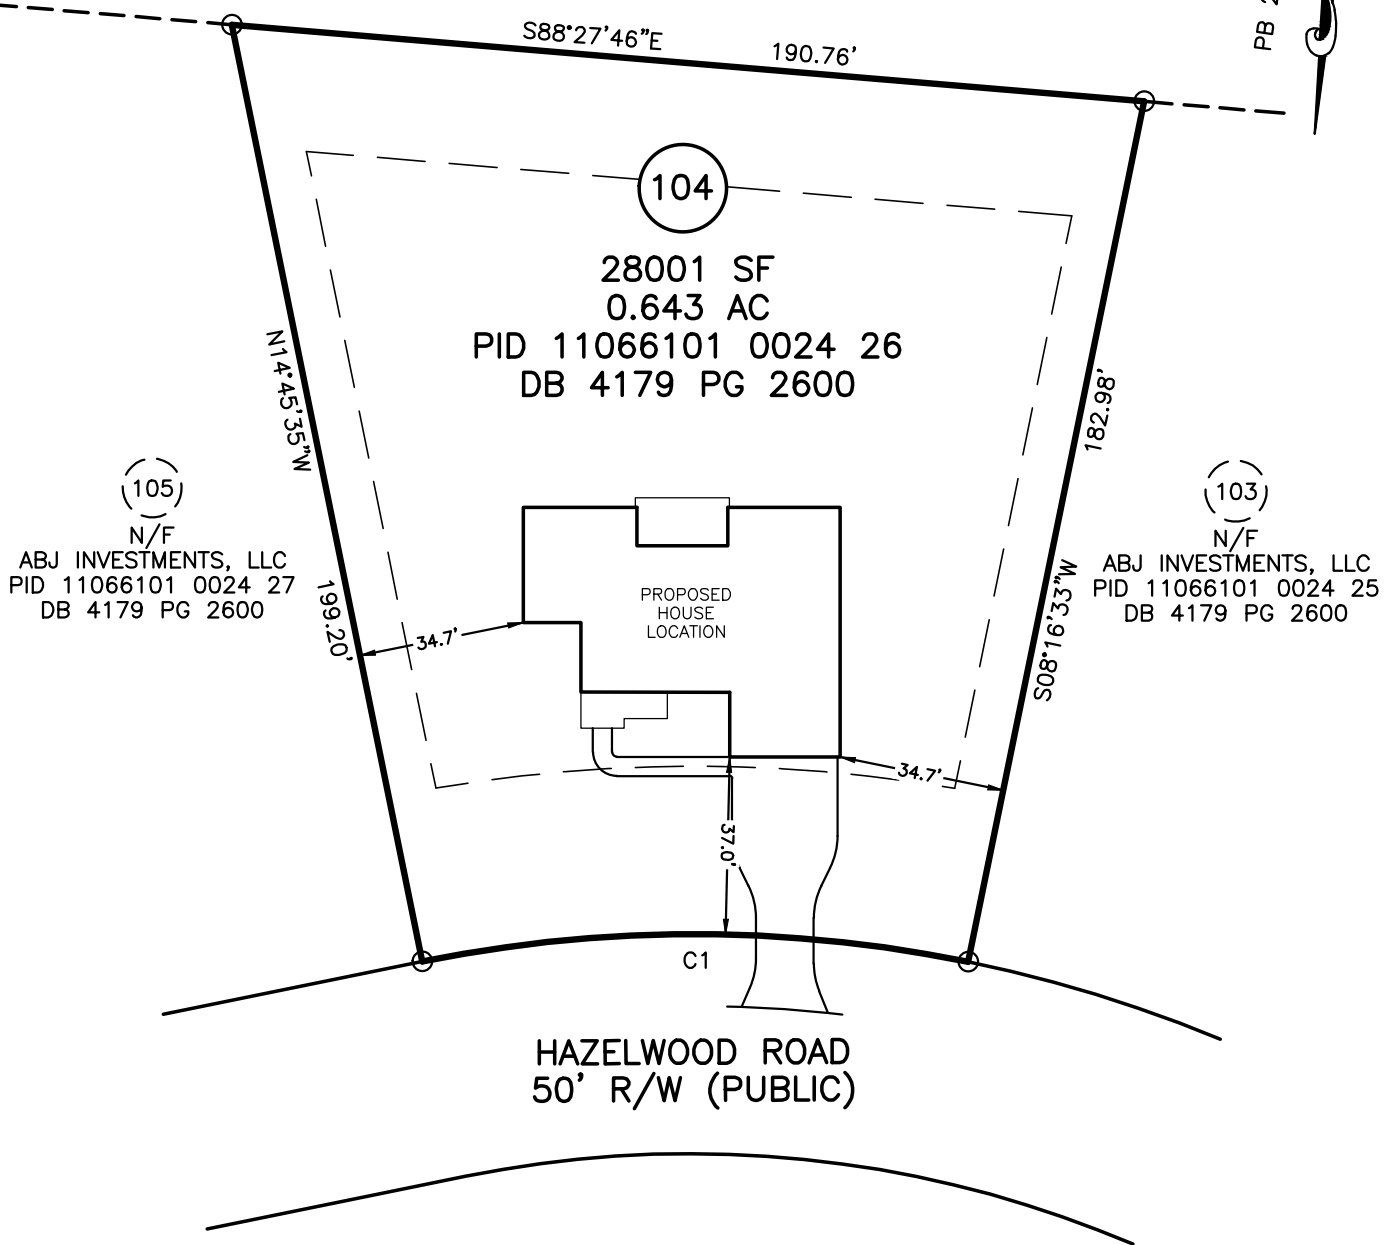 S88°27'46"E 190.76'
PB 2
104
28001 SF
0.643 AC
PID 11066101 0024 26
DB 4179 PG 2600
N14°45'35"W
199.20'
182.98'
S08°16'33"W
105
N/F
ABJ INVESTMENTS, LLC
PID 11066101 0024 27
DB 4179 PG 2600
103
N/F
ABJ INVESTMENTS, LLC
PID 11066101 0024 25
DB 4179 PG 2600
PROPOSED
HOUSE
LOCATION
34.7'
34.7'
37.0'
C1
HAZELWOOD ROAD
50' R/W (PUBLIC)